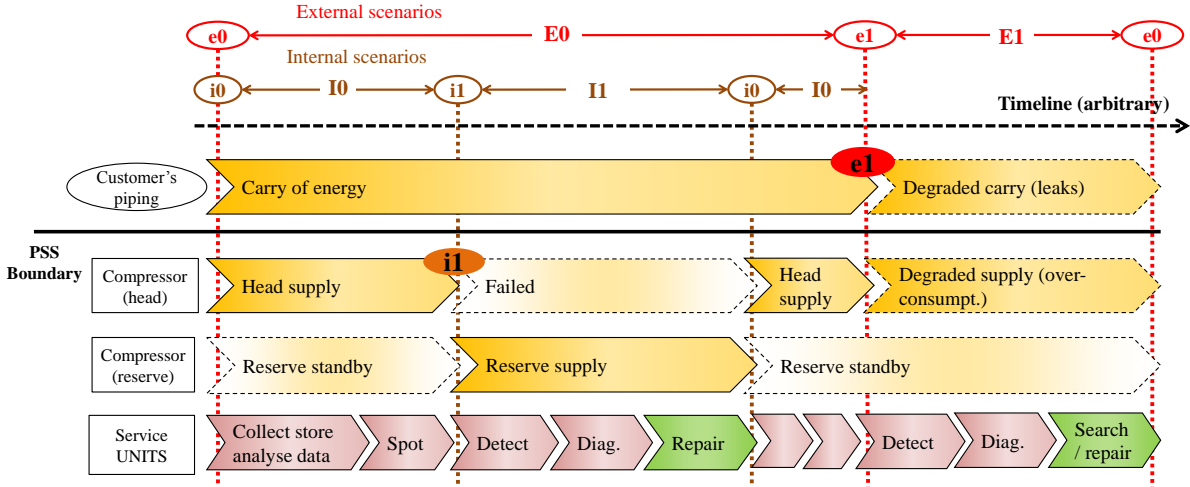 External scenarios
e0 E0 e1 E1 e0
Internal scenarios
i0 I0 i1 I1 i0 I0
Timeline (arbitrary)
e1
Customer's
piping
Carry of energy
Degraded carry (leaks)
PSS
Boundary
i1
Compressor
(head)
Head supply
Failed
Head
supply
Degraded supply (over-
consumpt.)
Compressor
(reserve)
Reserve standby
Reserve supply
Reserve standby
Service
UNITS
Collect store
analyse data
Spot
Detect
Diag.
Repair
Detect
Diag.
Search
/ repair